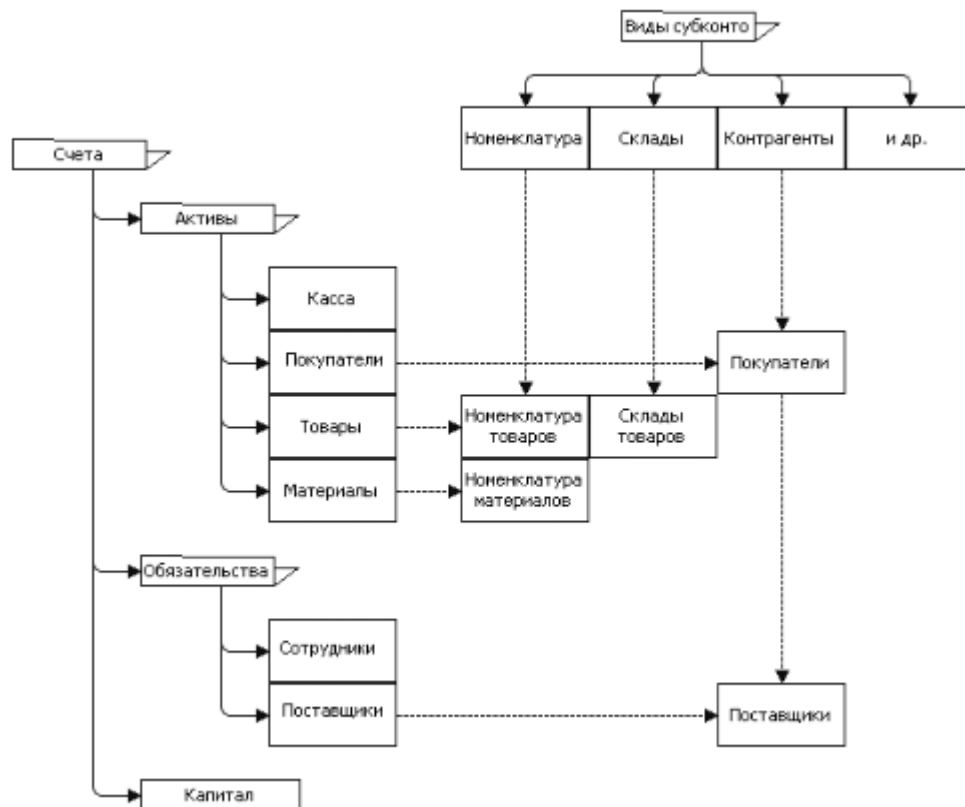 Виды субконто
Номенклатура
Склады
Контрагенты
и др.
Счета
Активы
Касса
Покупатели
Покупатели
Товары
Номенклатура
товаров
Склады
товаров
Материалы
Номенклатура
материалов
Обязательства
Сотрудники
Поставщики
Поставщики
Капитал